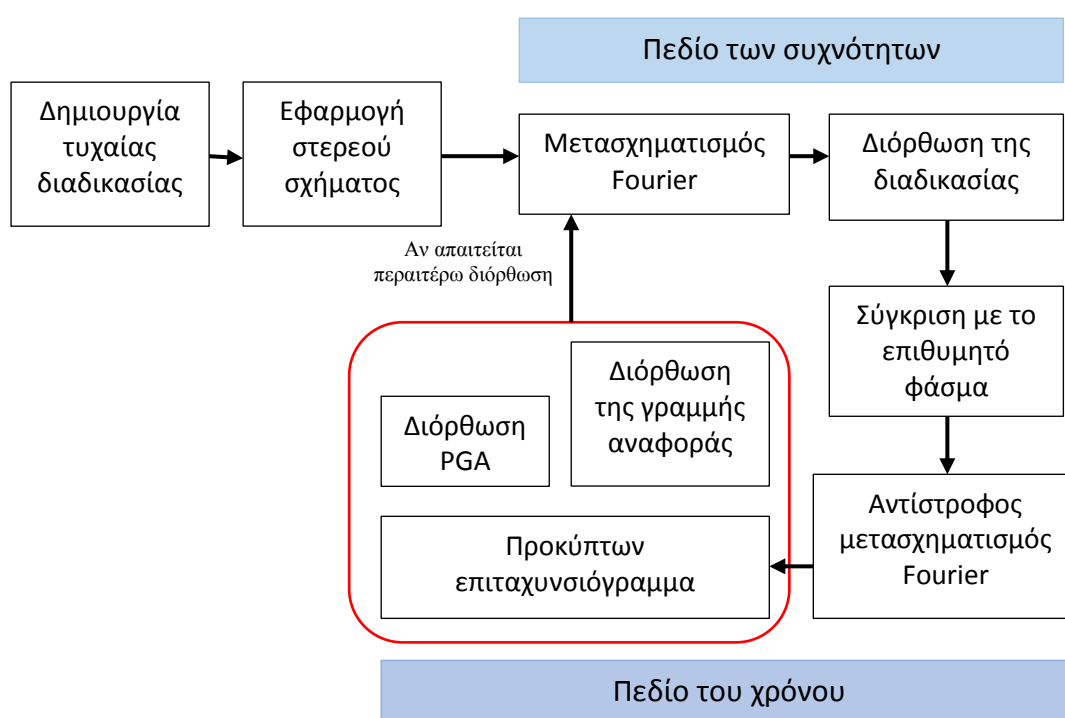 Πεδίο των συχνότητων
Δημιουργία
τυχαίας
διαδικασίας
Εφαρμογή
στερεού
σχήματος
Μετασχηματισμός
Fourier
Διόρθωση της
διαδικασίας
Αν απαιτείται
περαιτέρω διόρθωση
Σύγκριση με το
επιθυμητό
φάσμα
Διόρθωση
της γραμμής
αναφοράς
Διόρθωση
PGA
Αντίστροφος
μετασχηματισμός
Fourier
Προκύπτων
επιταχυνσιόγραμμα
Πεδίο του χρόνου